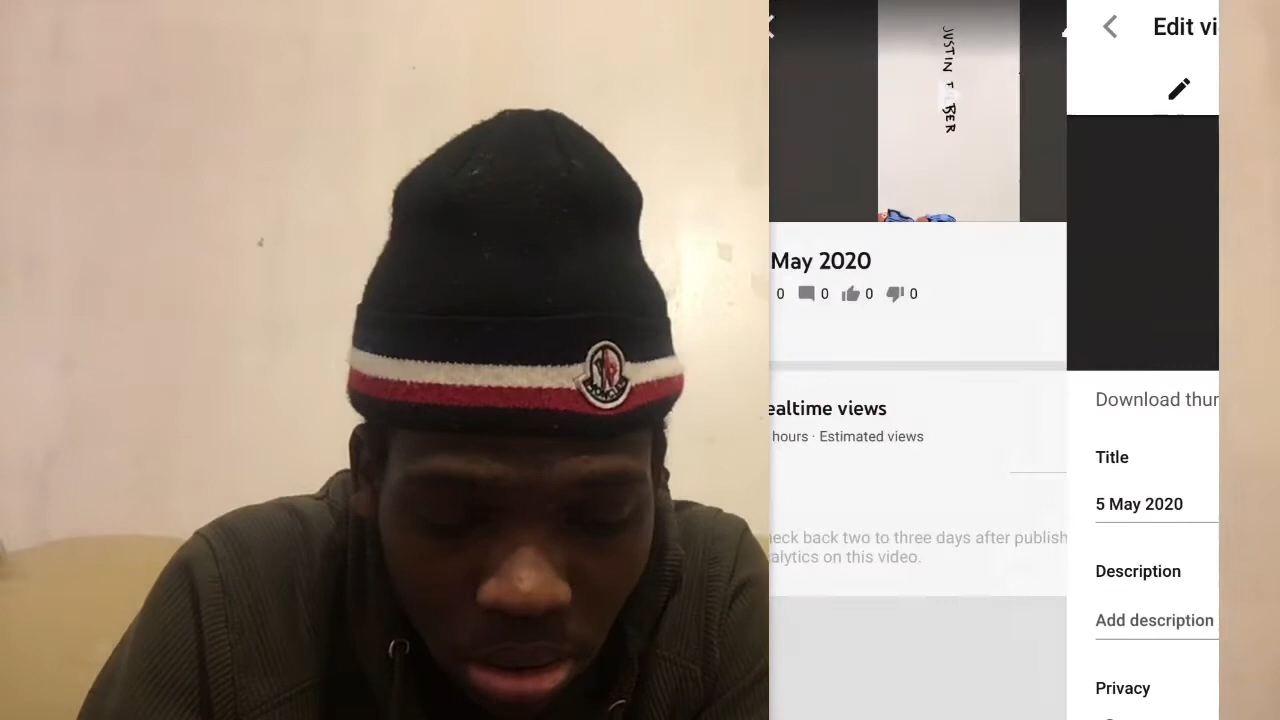 JUSTIN
BER
May 2020
0 0 0 0
ealtime views
hours · Estimated views
eck back two to three days after publish
alytics on this video.
Edit vi
Download thur
Title
5 May 2020
Description
Add description
Privacy